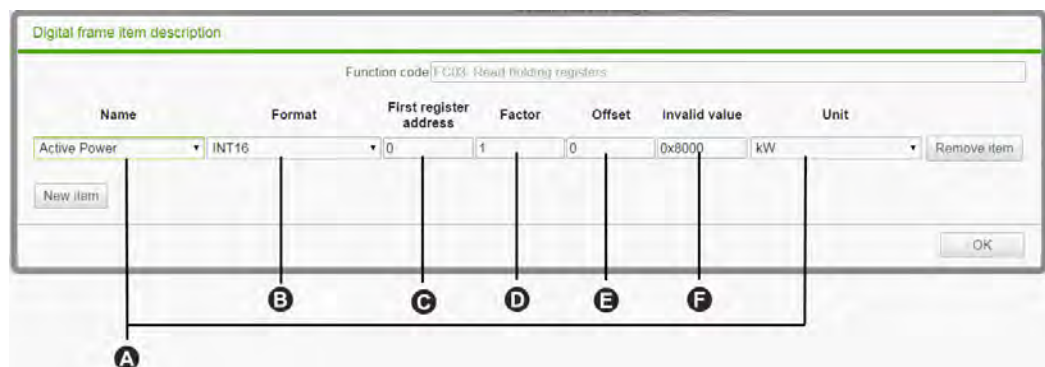 Digital frame item description
Function code FC03: Read holding registers
Name Format First register address Factor Offset Invalid value Unit
Active Power INT16 0 1 0 0x8000 kW Remove item
New item
OK
B C D E F
A